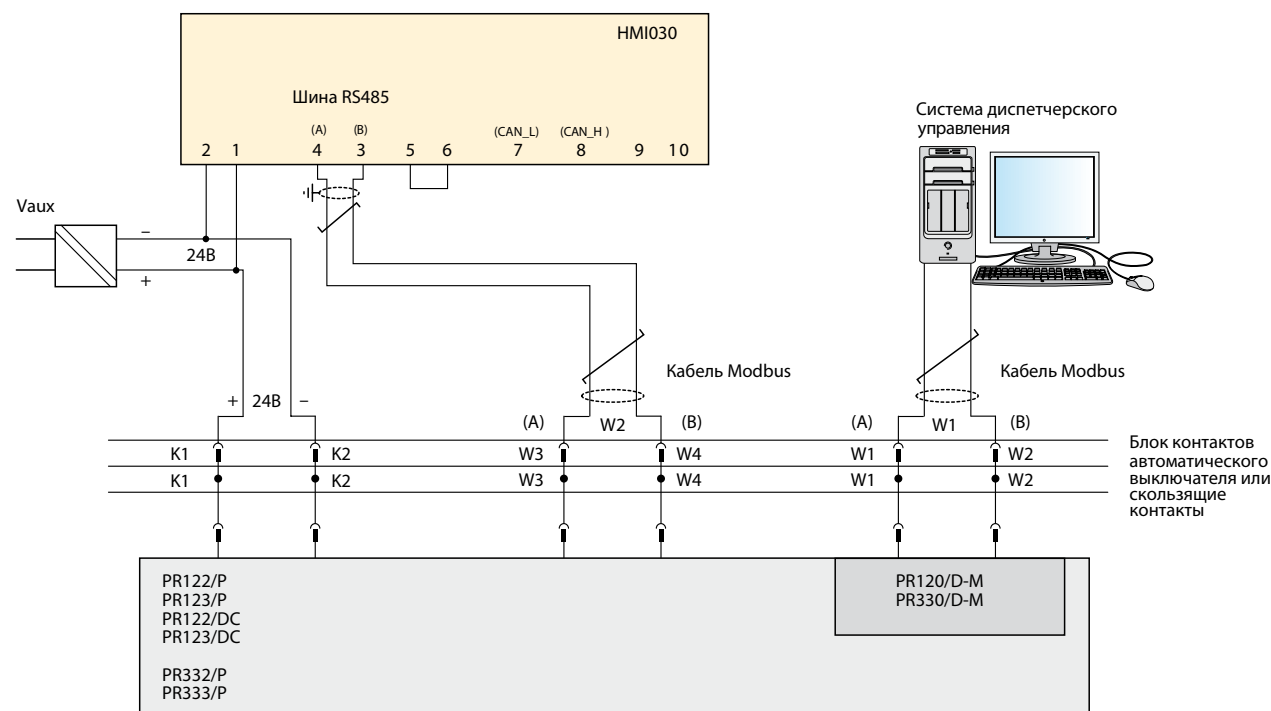 HMI030
Шина RS485
(A) (B) (CAN_L) (CAN_H )
2 1 4 3 5 6 7 8 9 10
Система диспетчерского
управления
Vaux
–
24В
+
Кабель Modbus
Кабель Modbus
+ 24В –
(A) W2 (B)
(A) W1 (B)
K1 K2 W3 W4 W1 W2
K1 K2 W3 W4 W1 W2
Блок контактов
автоматического
выключателя или
скользящие
контакты
PR122/P
PR123/P
PR122/DC
PR123/DC
PR332/P
PR333/P
PR120/D-M
PR330/D-M